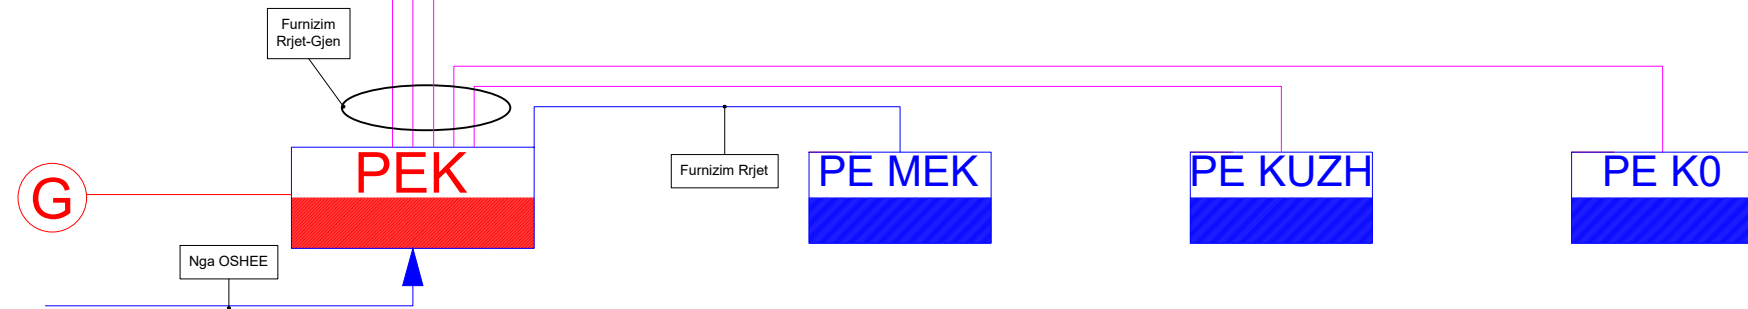 Furnizim
Rrjet-Gjen
PEK
G
Furnizim Rrjet
PE MEK
PE KUZH
PE K0
Nga OSHEE